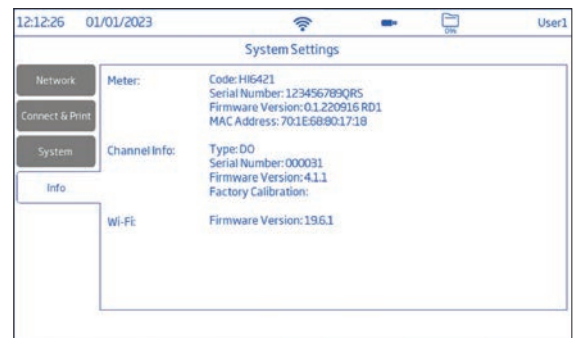 12:12:26 01/01/2023 0% User1
System Settings
Network
Connect & Print
System
Info
Meter: Code: HI6421
Serial Number: 123456789QRS
Firmware Version: 0.1.220916 RD1
MAC Address: 70:1E:68:80:17:18
Channel Info: Type: DO
Serial Number: 000031
Firmware Version: 4.1.1
Factory Calibration:
Wi-Fi: Firmware Version: 19.6.1